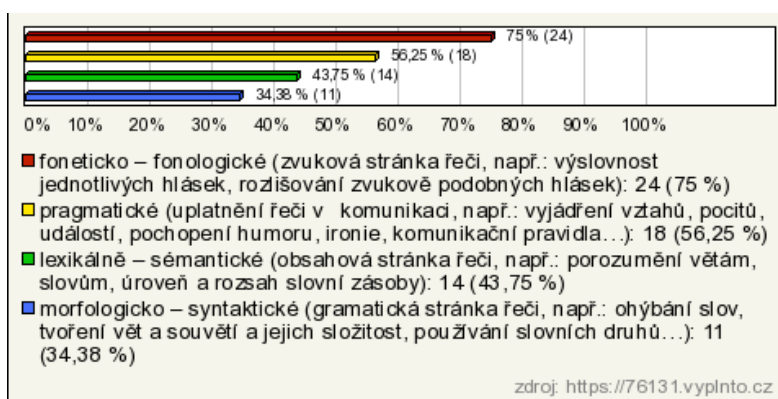 75 % (24)
56,25 % (18)
43,75 % (14)
34,38 % (11)
0% 10% 20% 30% 40% 50% 60% 70% 80% 90% 100%
foneticko – fonologické (zvuková stránka řeči, např.: výslovnost
jednotlivých hlásek, rozlišování zvukově podobných hlásek): 24 (75 %)
pragmatické (uplatnění řeči v komunikaci, např.: vyjádření vztahů, pocitů,
událostí, pochopení humoru, ironie, komunikační pravidla…): 18 (56,25 %)
lexikálně – sémantické (obsahová stránka řeči, např.: porozumění větám,
slovům, úroveň a rozsah slovní zásoby): 14 (43,75 %)
morfologicko – syntaktické (gramatická stránka řeči, např.: ohýbání slov,
tvoření vět a souvětí a jejich složitost, používání slovních druhů…): 11
(34,38 %)
zdroj: https://76131.vyplnto.cz